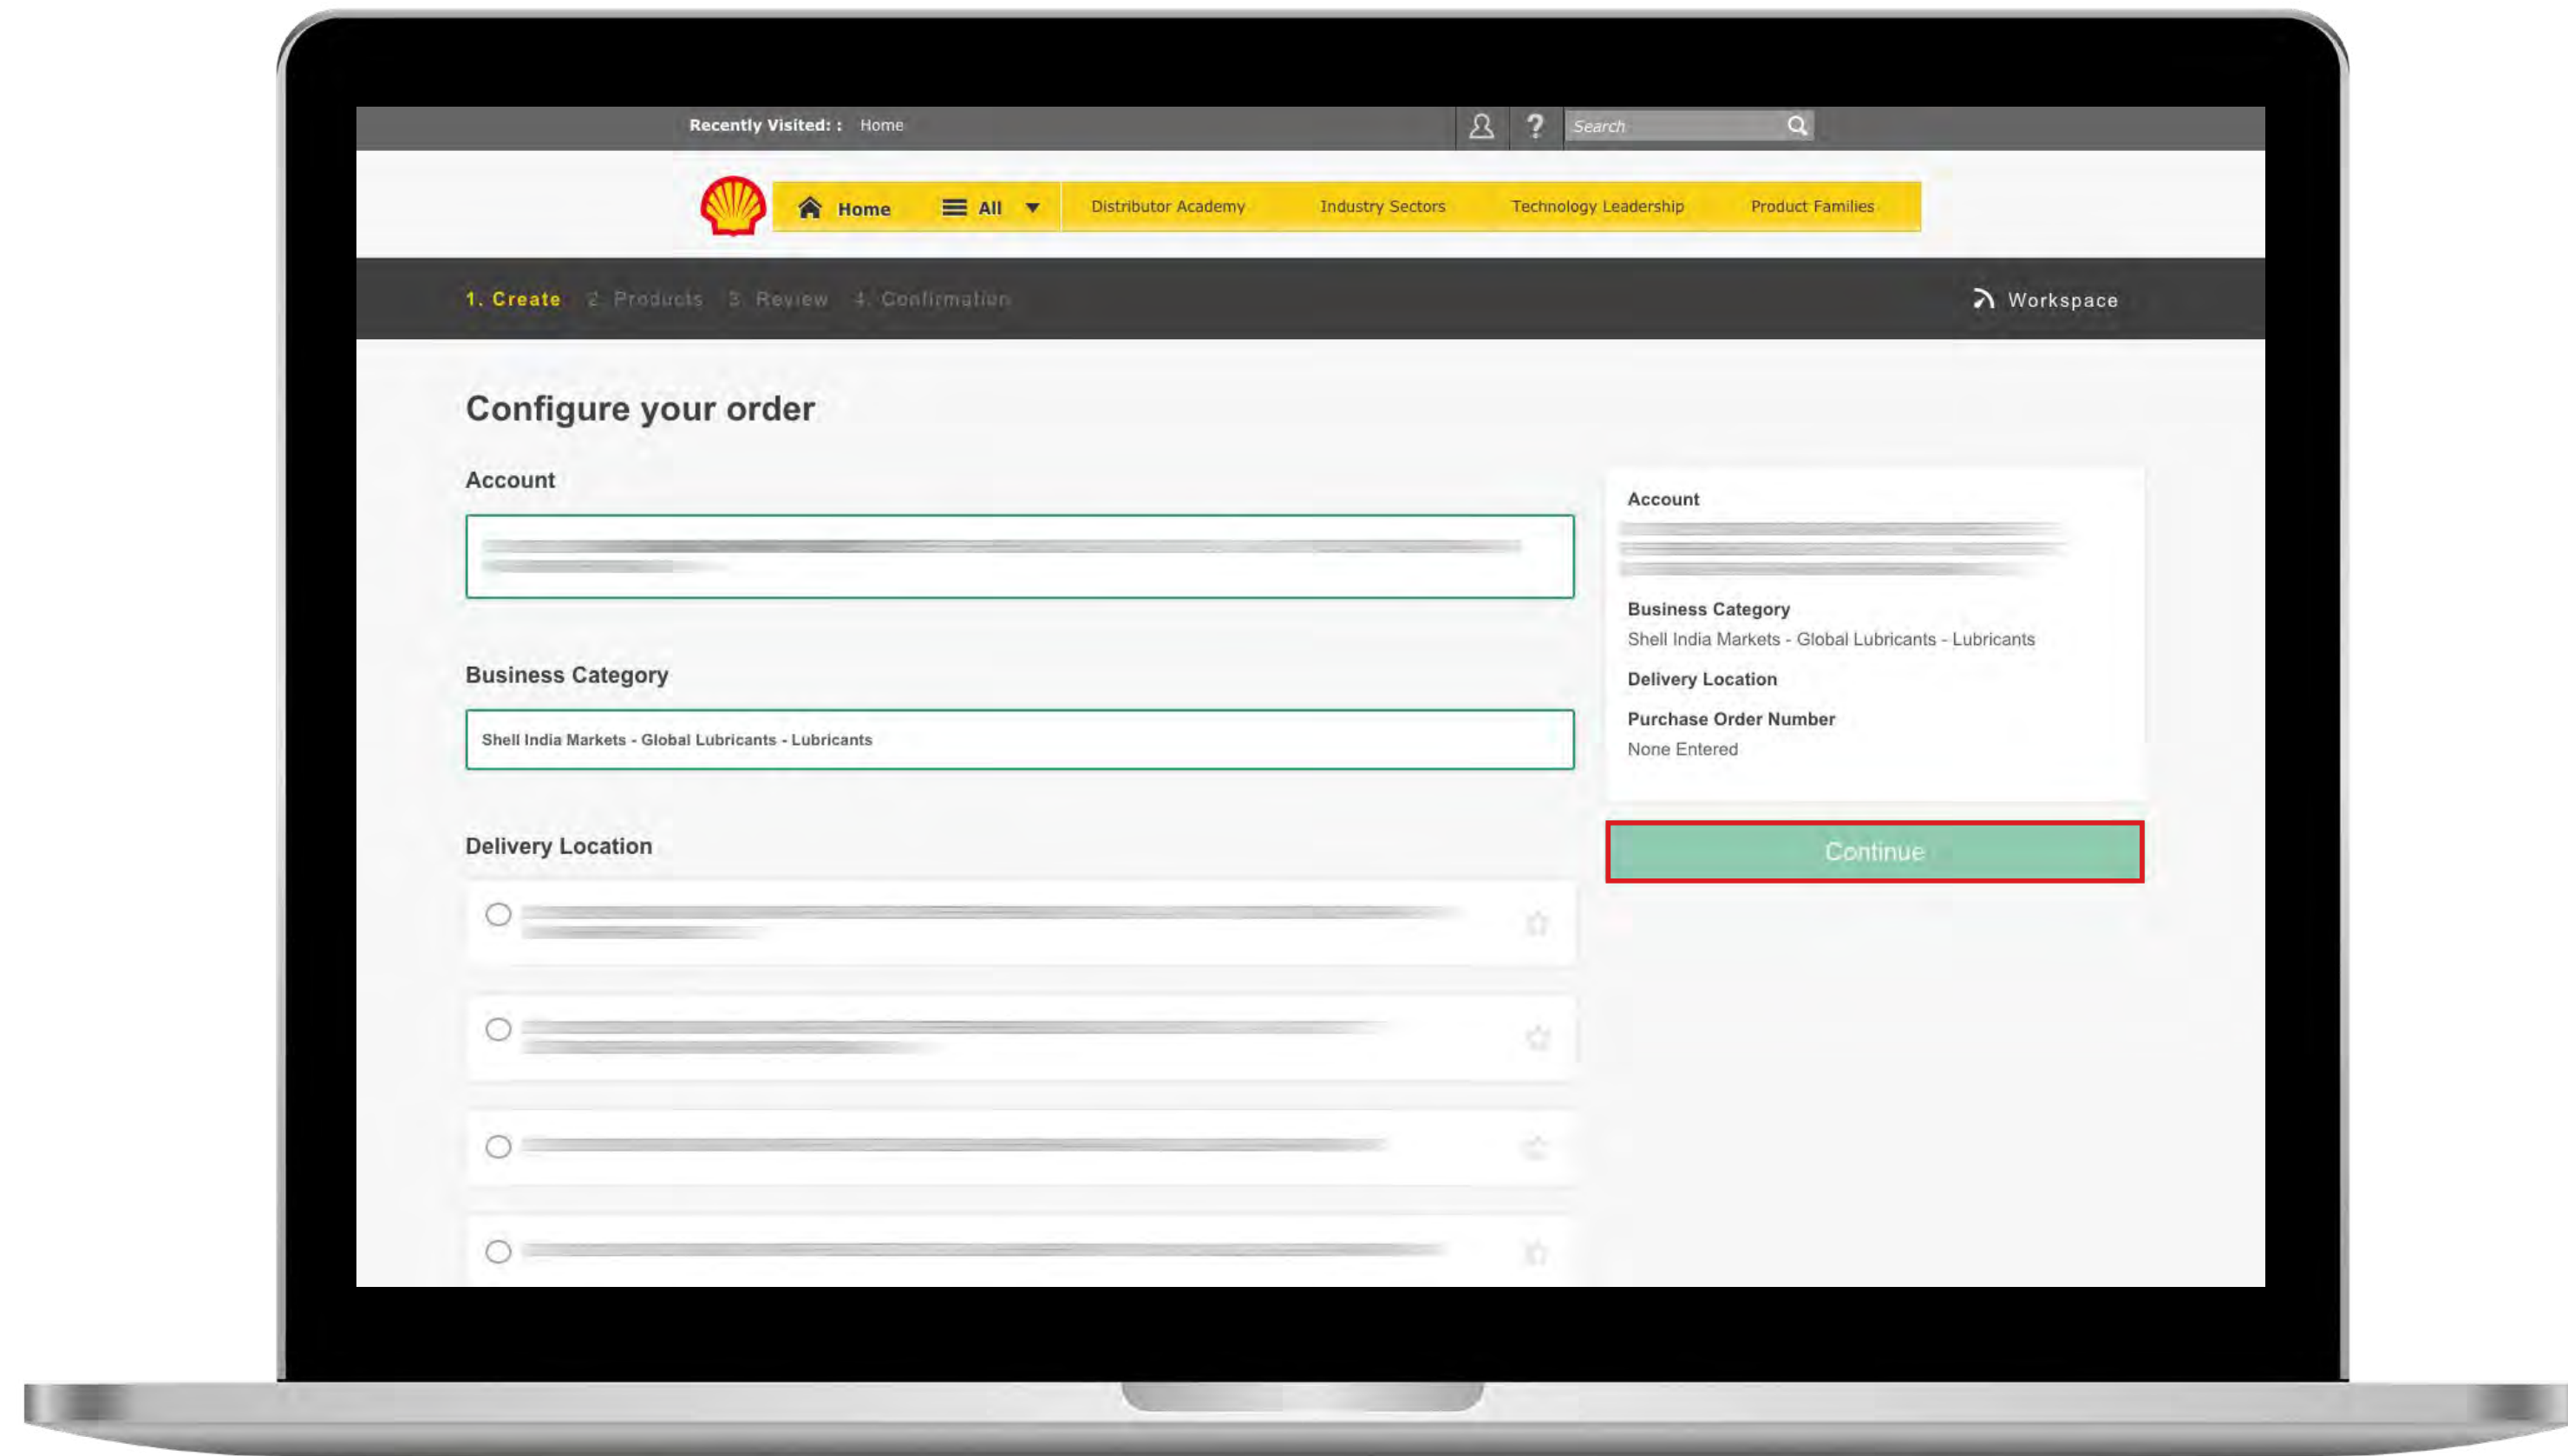 Recently Visited: : Home
Search
Home All Distributor Academy Industry Sectors Technology Leadership Product Families
1. Create 2. Products 3. Review 4. Confirmation
Workspace
Configure your order
Account
Business Category
Shell India Markets - Global Lubricants - Lubricants
Delivery Location
Account
Business Category
Shell India Markets - Global Lubricants - Lubricants
Delivery Location
Purchase Order Number
None Entered
Continue